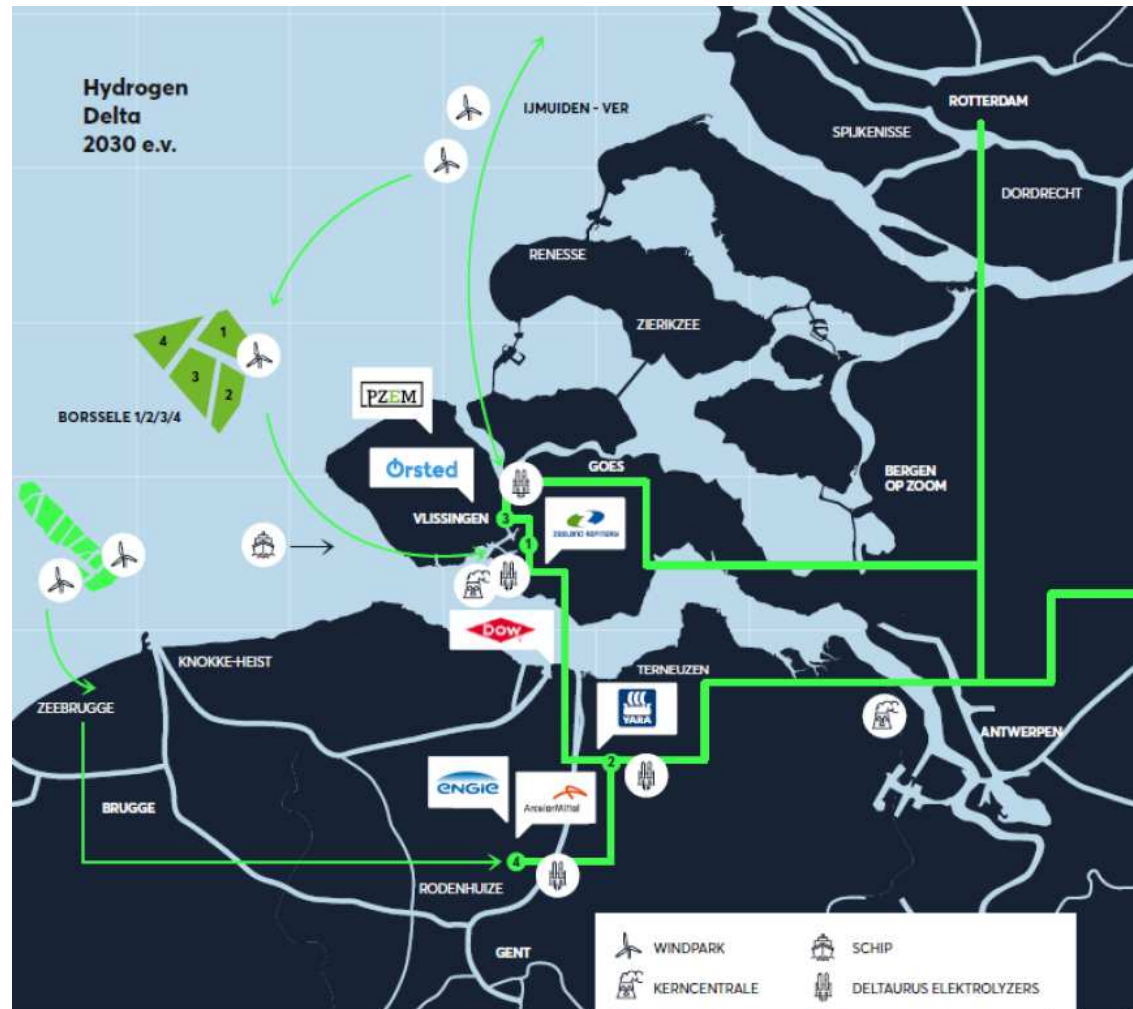 Hydrogen
Delta
2030 e.v.
IJMUIDEN - VER
ROTTERDAM
SPIJKENISSE
DORDRECHT
RENESSE
ZIERIKZEE
4
1
3
2
BORSSELE 1/2/3/4
PZEM
Ørsted
GOES
BERGEN
OP ZOOM
VLISSINGEN
3
1
ZEELAND REFINERY
Dow
KNOKKE-HEIST
TERNEUZEN
ZEEBRUGGE
YARA
ANTWERPEN
2
ENGIE
ArcelorMittal
BRUGGE
4
RODENHUIZE
GENT
WINDPARK
SCHIP
KERNCENTRALE
DELTAURUS ELEKTROLYZERS